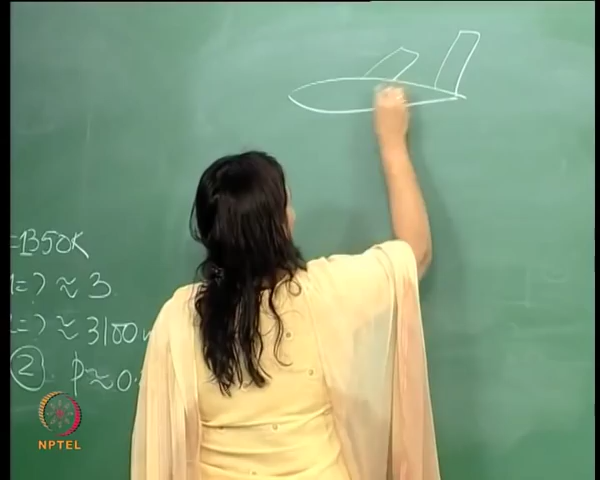 =1350K
=? ≈ 3
=? ≈ 3100
② p ≈ 0.
NPTEL